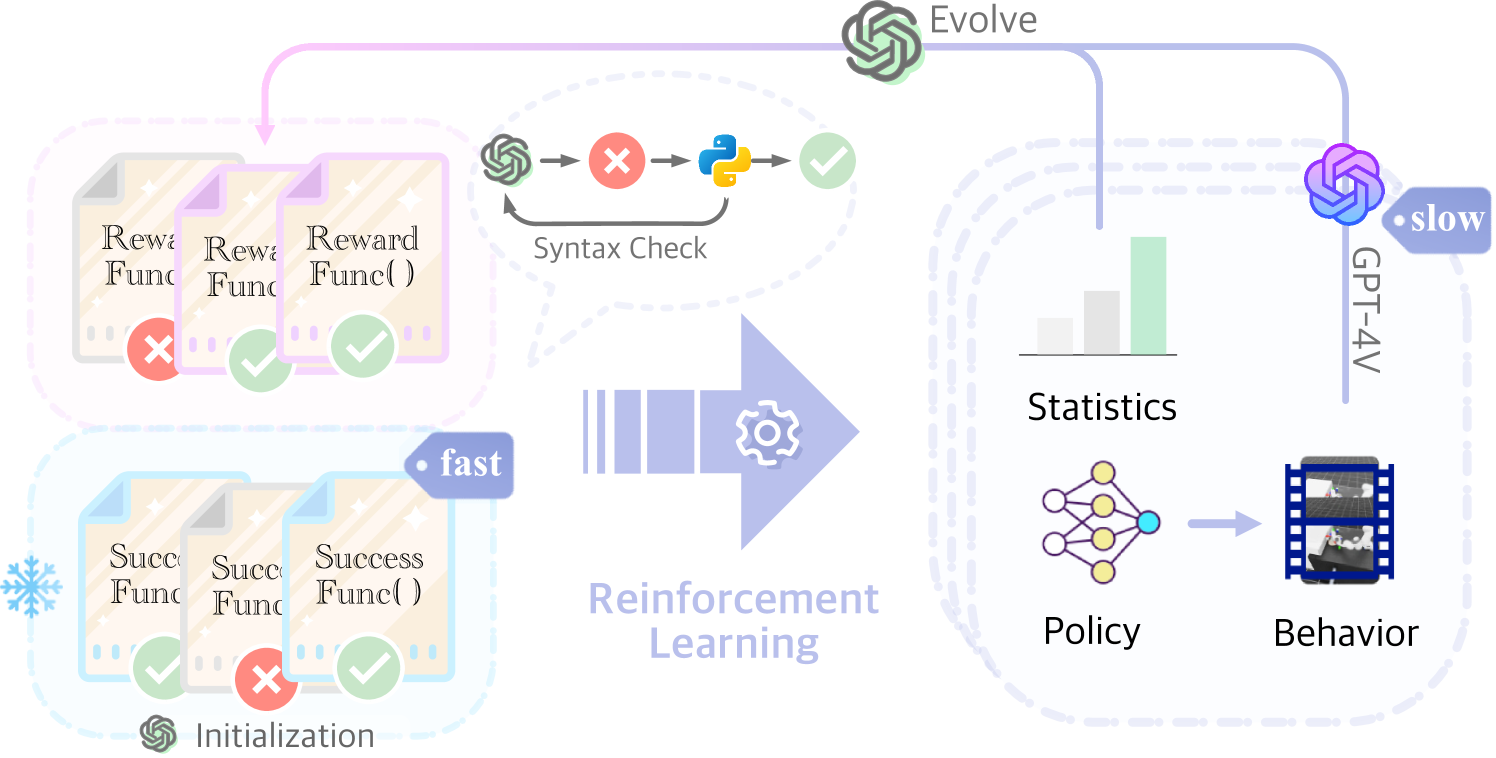 Evolve
Syntax Check
Rewa
Func
Rewa
Func
Reward
Func( )
slow
GPT-4V
Statistics
fast
Succe
Func
Succ
Func
Success
Func( )
Reinforcement
Learning
Policy
Behavior
Initialization